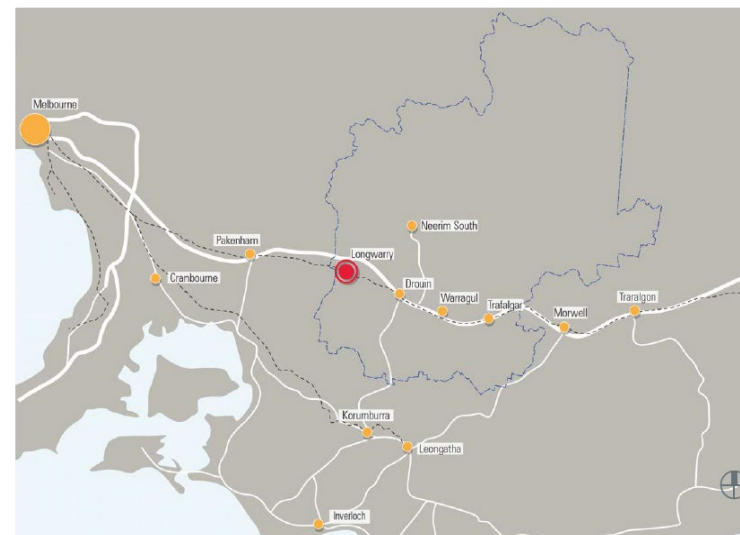 Melbourne
Neerim South
Pakenham
Longwarry
Cranbourne
Drouin
Warragul
Trafalgar
Morwell
Traralgon
Korumburra
Leongatha
Inverloch